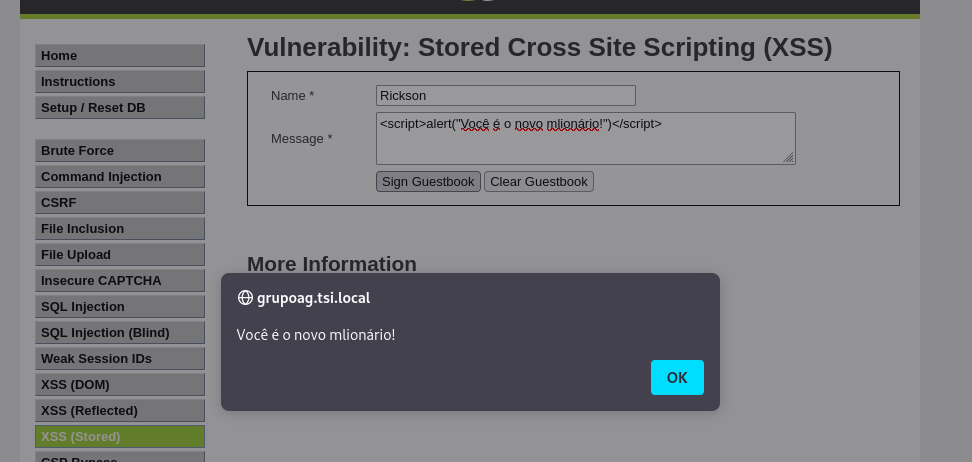 Vulnerability: Stored Cross Site Scripting (XSS)
Home
Instructions
Setup / Reset DB
Brute Force
Command Injection
CSRF
File Inclusion
File Upload
Insecure CAPTCHA
SQL Injection
SQL Injection (Blind)
Weak Session IDs
XSS (DOM)
XSS (Reflected)
XSS (Stored)
CSP Bypass
Name *
Rickson
Message *
<script>alert("Você é o novo mlionário!")</script>
Sign Guestbook
Clear Guestbook
More Information
grupoag.tsi.local
Você é o novo mlionário!
OK